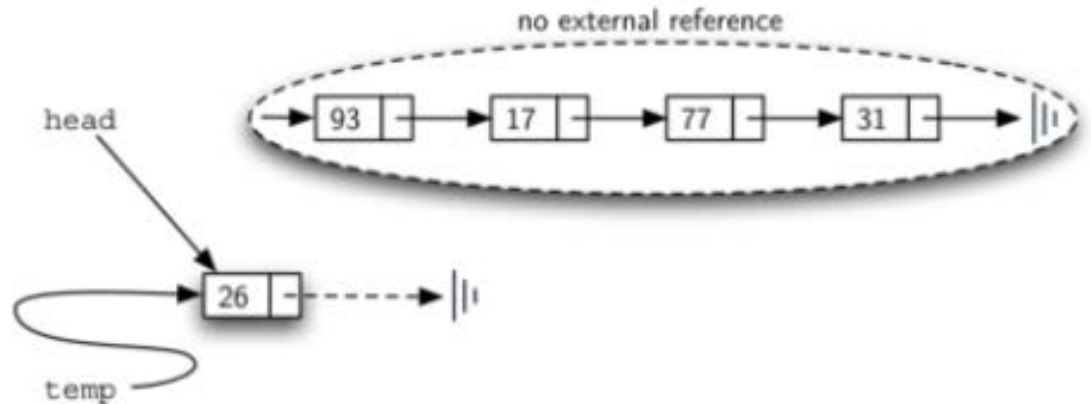 no external reference
head
93 17 77 31
26
temp